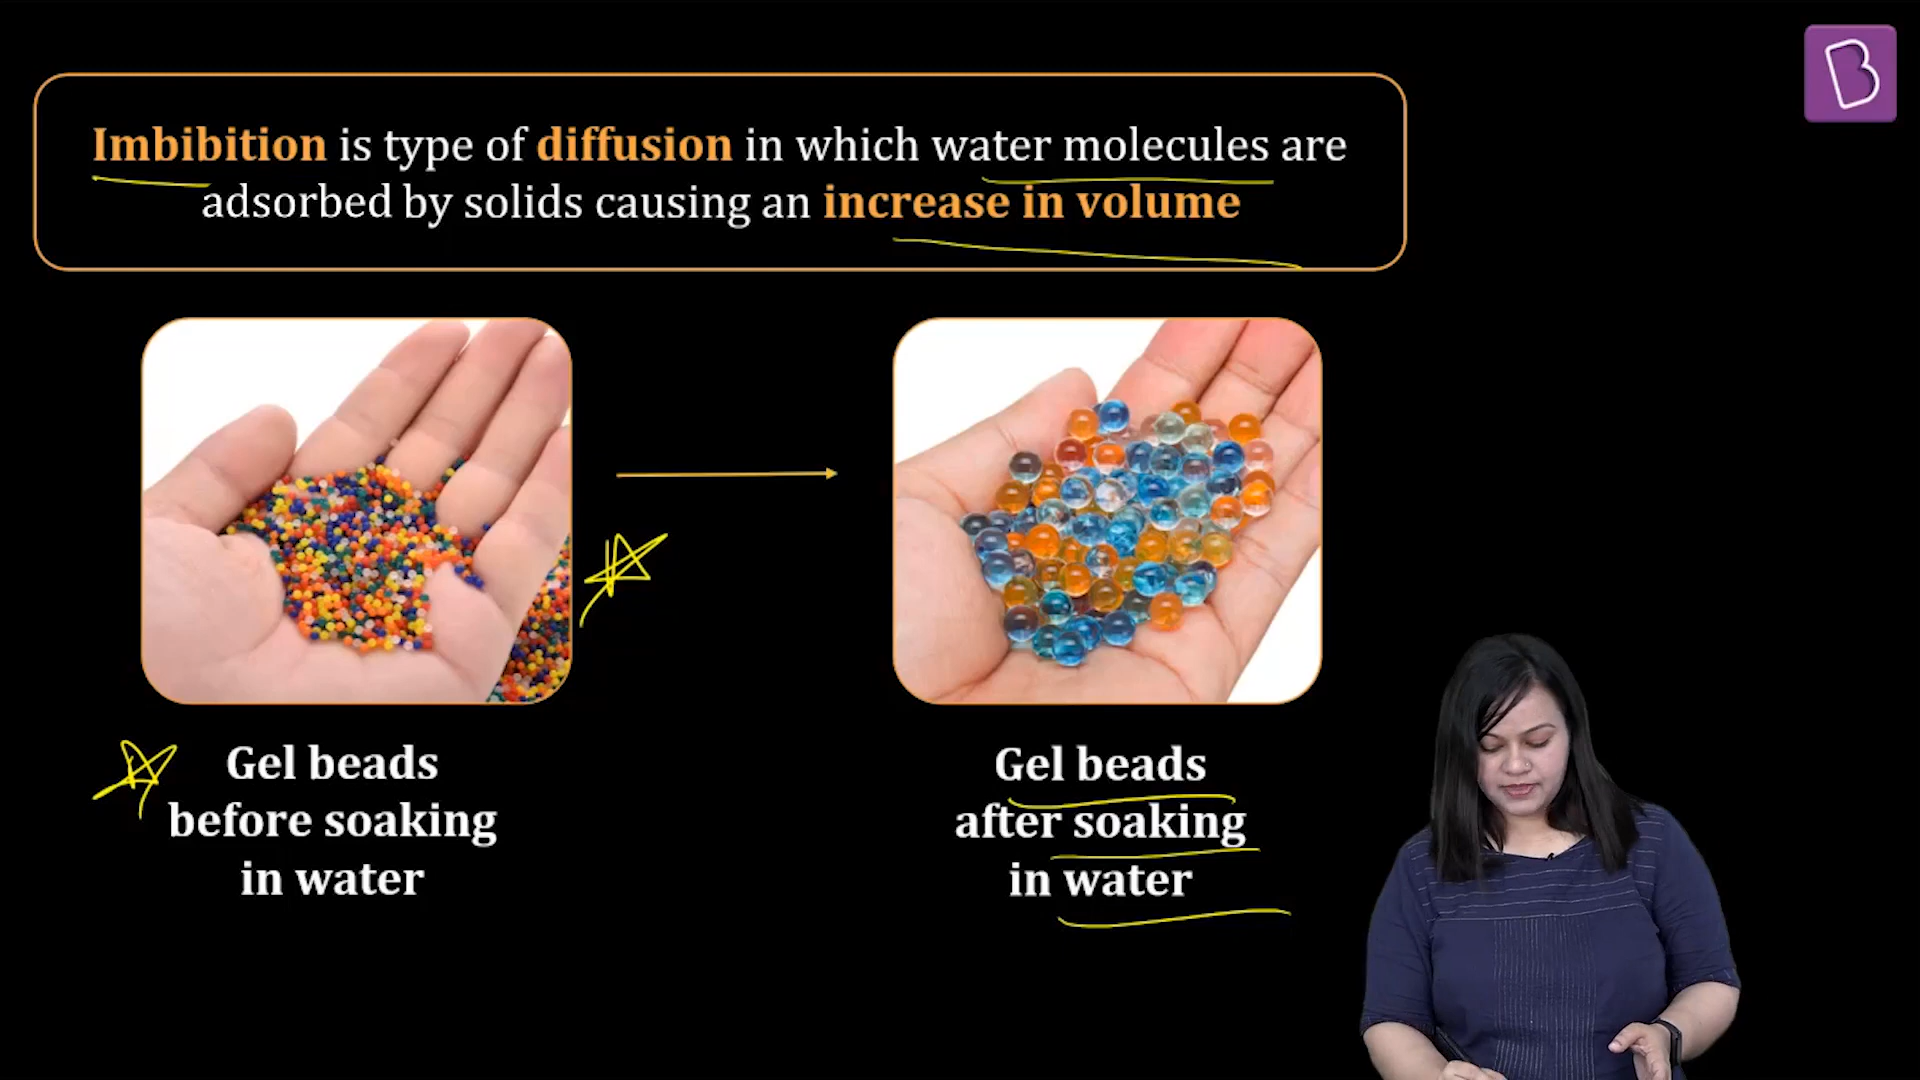 Imbibition is type of diffusion in which water molecules are
adsorbed by solids causing an increase in volume
Gel beads
before soaking
in water
Gel beads
after soaking
in water
B